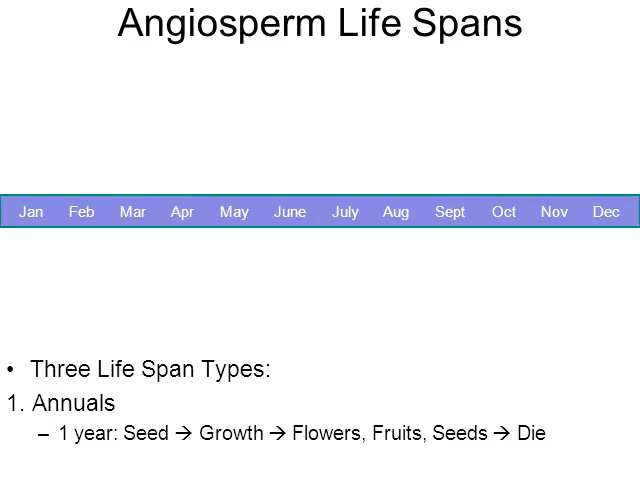 Angiosperm Life Spans
Jan Feb Mar Apr May June July Aug Sept Oct Nov Dec
• Three Life Span Types:
1. Annuals
– 1 year: Seed → Growth → Flowers, Fruits, Seeds → Die